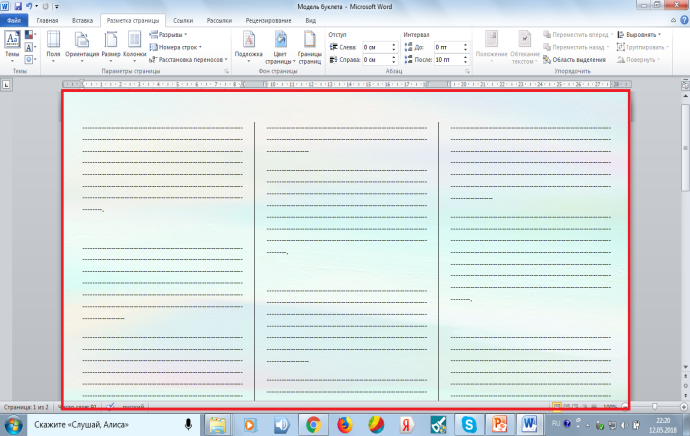 Модель буклета - Microsoft Word
Файл Главная Вставка Разметка страницы Ссылки Рассылки Рецензирование Вид
Темы
Темы
Поля Ориентация Размер Колонки
Разрывы
Номера строк
Расстановка переносов
Параметры страницы
Подложка Цвет страницы Границы страниц
Фон страницы
Отступ
Слева: 0 см
Справа: 0 см
Интервал
До: 0 пт
После: 10 пт
Абзац
Положение Обтекание текстом
Переместить вперед
Переместить назад
Область выделения
Выровнять
Группировать
Повернуть
Упорядочить
Страница: 1 из 2
Скажите «Слушай, Алиса»
RU
22:20
12.05.2018